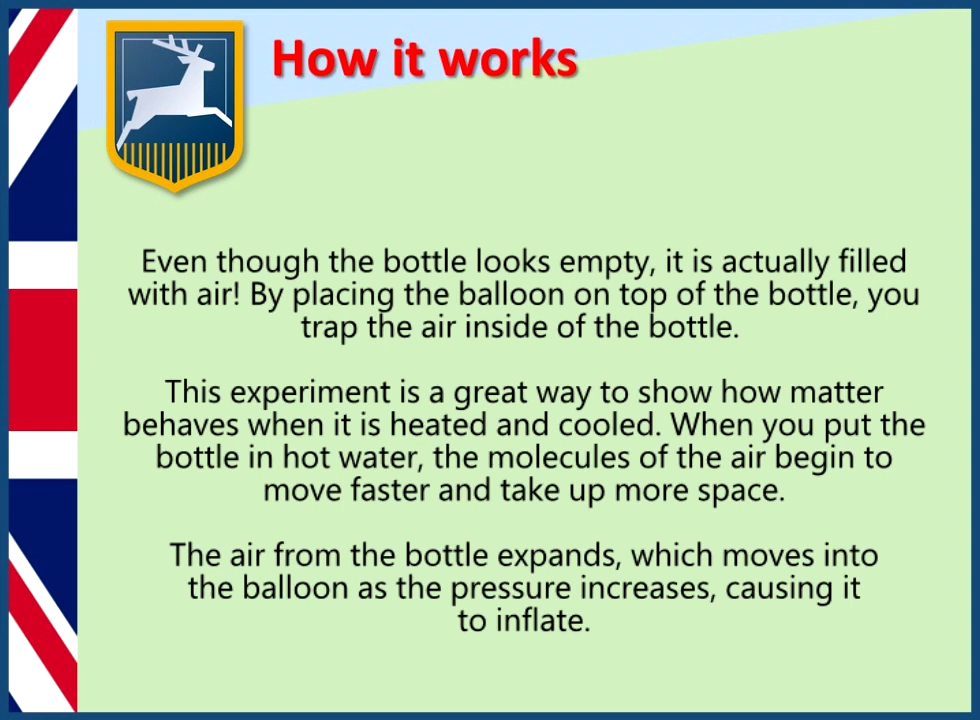 How it works
Even though the bottle looks empty, it is actually filled
with air! By placing the balloon on top of the bottle, you
trap the air inside of the bottle.
This experiment is a great way to show how matter
behaves when it is heated and cooled. When you put the
bottle in hot water, the molecules of the air begin to
move faster and take up more space.
The air from the bottle expands, which moves into
the balloon as the pressure increases, causing it
to inflate.